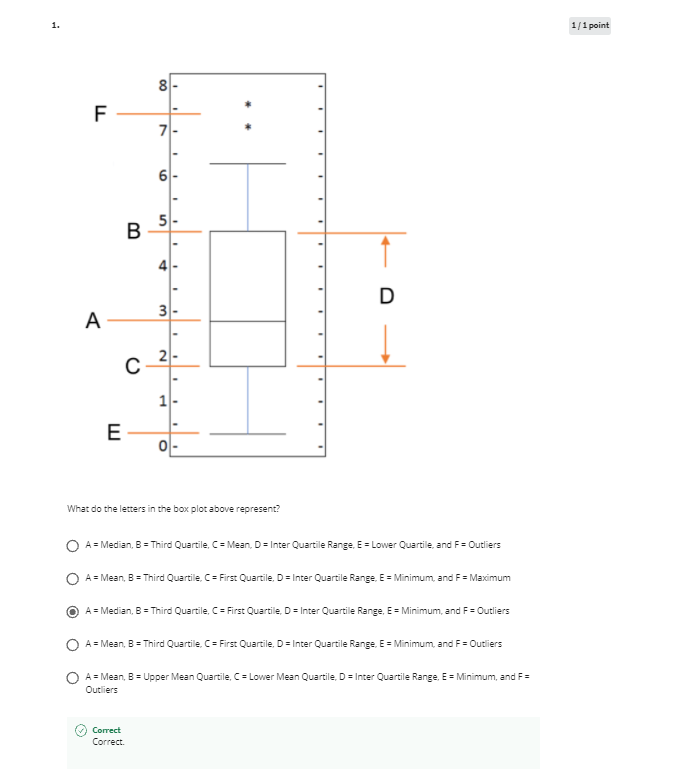 1.
1 / 1 point
8
F
7
6
5
B
4
D
3
A
2
C
1
E
0
What do the letters in the box plot above represent?
A = Median, B = Third Quartile, C = Mean, D = Inter Quartile Range, E = Lower Quartile, and F = Outliers
A = Mean, B = Third Quartile, C = First Quartile, D = Inter Quartile Range, E = Minimum, and F = Maximum
A = Median, B = Third Quartile, C = First Quartile, D = Inter Quartile Range, E = Minimum, and F = Outliers
A = Mean, B = Third Quartile, C = First Quartile, D = Inter Quartile Range, E = Minimum, and F = Outliers
A = Mean, B = Upper Mean Quartile, C = Lower Mean Quartile, D = Inter Quartile Range, E = Minimum, and F =
Outliers
Correct
Correct.